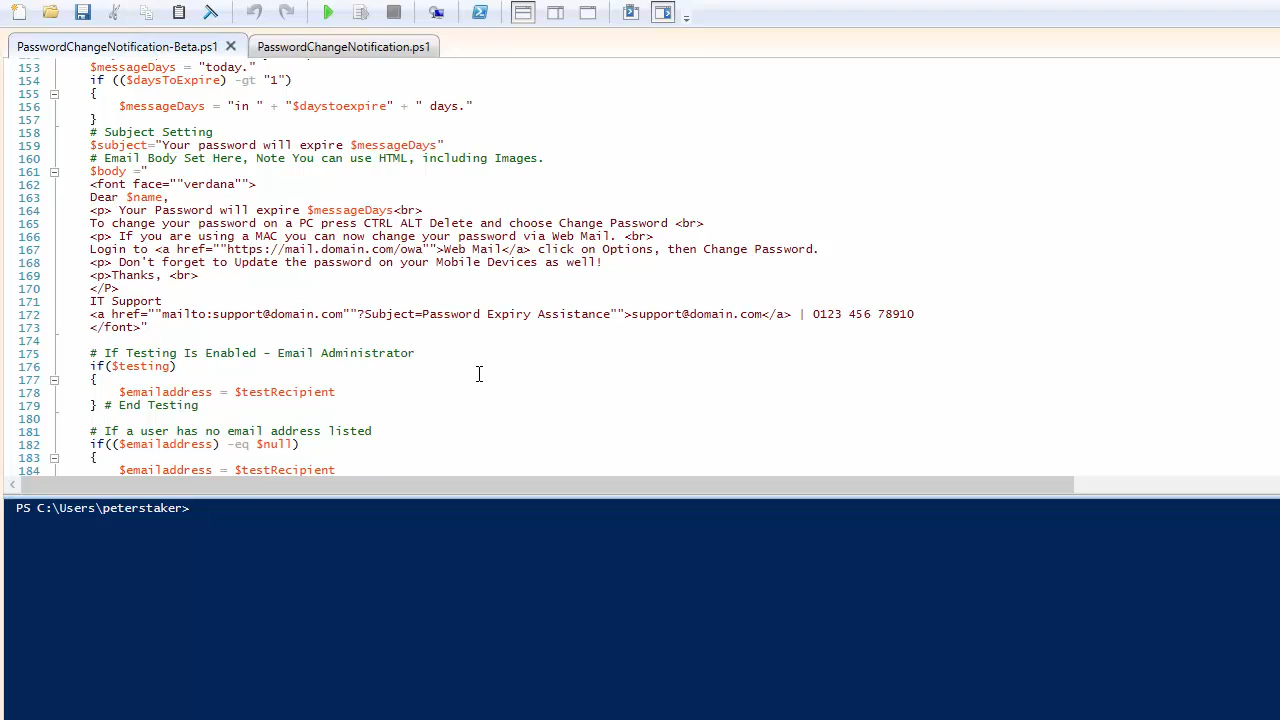 PasswordChangeNotification-Beta.ps1 PasswordChangeNotification.ps1
153 $messageDays = "today."
154 if (($daysToExpire) -gt "1")
155 {
156 $messageDays = "in " + "$daystoexpire" + " days."
157 }
158 # Subject Setting
159 $subject="Your password will expire $messageDays"
160 # Email Body Set Here, Note You can use HTML, including Images.
161 $body ="
162 <font face=""verdana"">
163 Dear $name,
164 <p> Your Password will expire $messageDays<br>
165 To change your password on a PC press CTRL ALT Delete and choose Change Password <br>
166 <p> If you are using a MAC you can now change your password via Web Mail. <br>
167 Login to <a href=""https://mail.domain.com/owa"">Web Mail</a> click on Options, then Change Password.
168 <p> Don't forget to Update the password on your Mobile Devices as well!
169 <p>Thanks, <br>
170 </P>
171 IT Support
172 <a href=""mailto:support@domain.com""?Subject=Password Expiry Assistance"">support@domain.com</a> | 0123 456 78910
173 </font>"
174
175 # If Testing Is Enabled - Email Administrator
176 if($testing)
177 {
178 $emailaddress = $testRecipient
179 } # End Testing
180
181 # If a user has no email address listed
182 if(($emailaddress) -eq $null)
183 {
184 $emailaddress = $testRecipient
PS C:\Users\peterstaker>